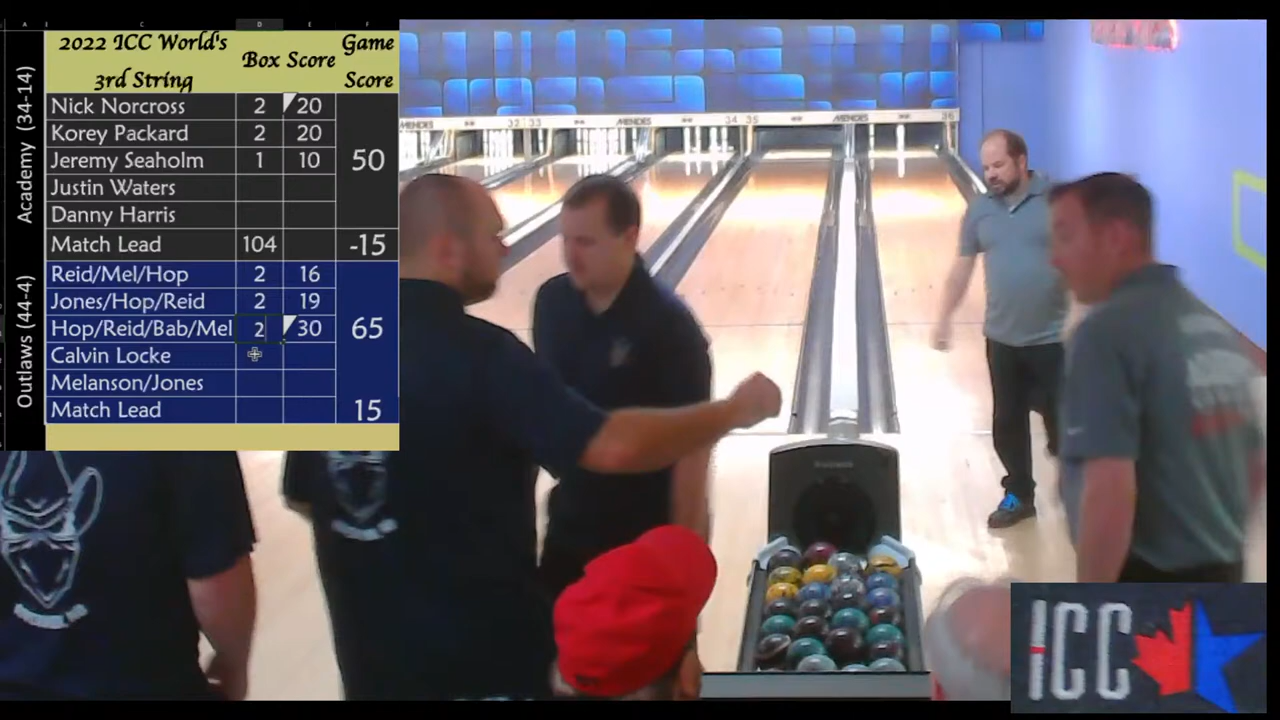 A C D E F
2022 ICC World's Box Score Game
3rd String Score
Academy (34-14)
Nick Norcross 2 20
Korey Packard 2 20
Jeremy Seaholm 1 10 50
Justin Waters
Danny Harris
Match Lead 104 -15
Outlaws (44-4)
Reid/Mel/Hop 2 16
Jones/Hop/Reid 2 19
Hop/Reid/Bab/Mel 2 30 65
Calvin Locke
Melanson/Jones
Match Lead 15
MENDES 32 33 MENDES 34 35 MENDES 36
ICC